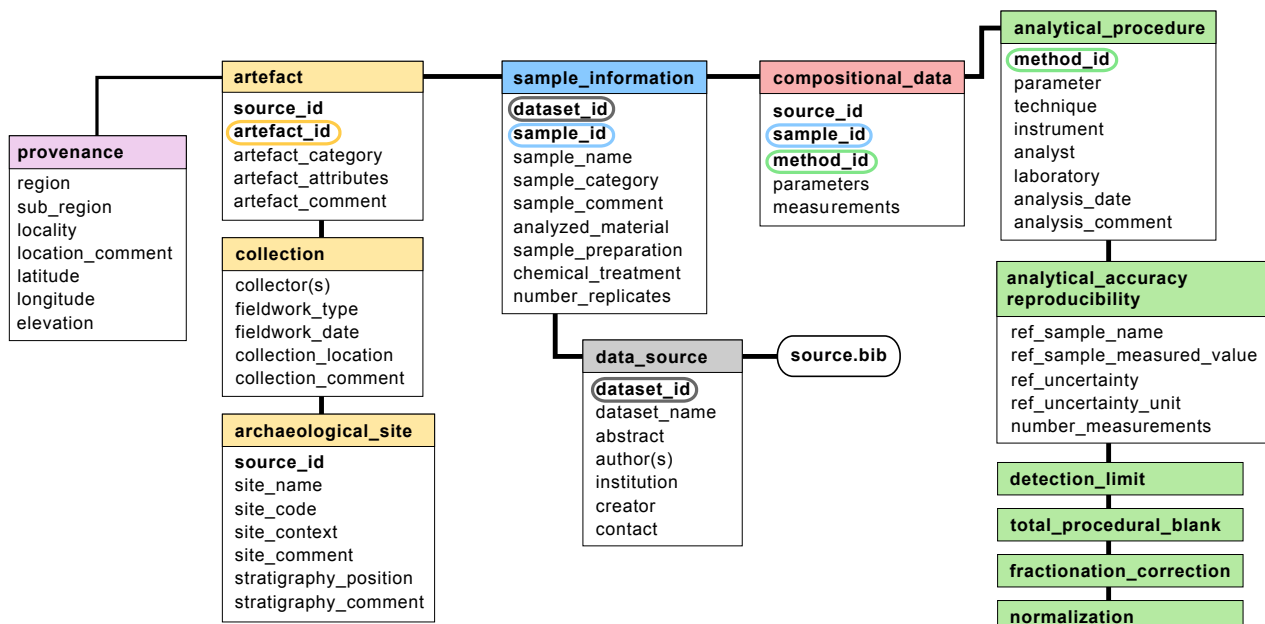 provenance
region
sub_region
locality
location_comment
latitude
longitude
elevation
artefact
source_id
artefact_id
artefact_category
artefact_attributes
artefact_comment
collection
collector(s)
fieldwork_type
fieldwork_date
collection_location
collection_comment
archaeological_site
source_id
site_name
site_code
site_context
site_comment
stratigraphy_position
stratigraphy_comment
sample_information
dataset_id
sample_id
sample_name
sample_category
sample_comment
analyzed_material
sample_preparation
chemical_treatment
number_replicates
data_source
dataset_id
dataset_name
abstract
author(s)
institution
creator
contact
source.bib
compositional_data
source_id
sample_id
method_id
parameters
measurements
analytical_procedure
method_id
parameter
technique
instrument
analyst
laboratory
analysis_date
analysis_comment
analytical_accuracy
reproducibility
ref_sample_name
ref_sample_measured_value
ref_uncertainty
ref_uncertainty_unit
number_measurements
detection_limit
total_procedural_blank
fractionation_correction
normalization